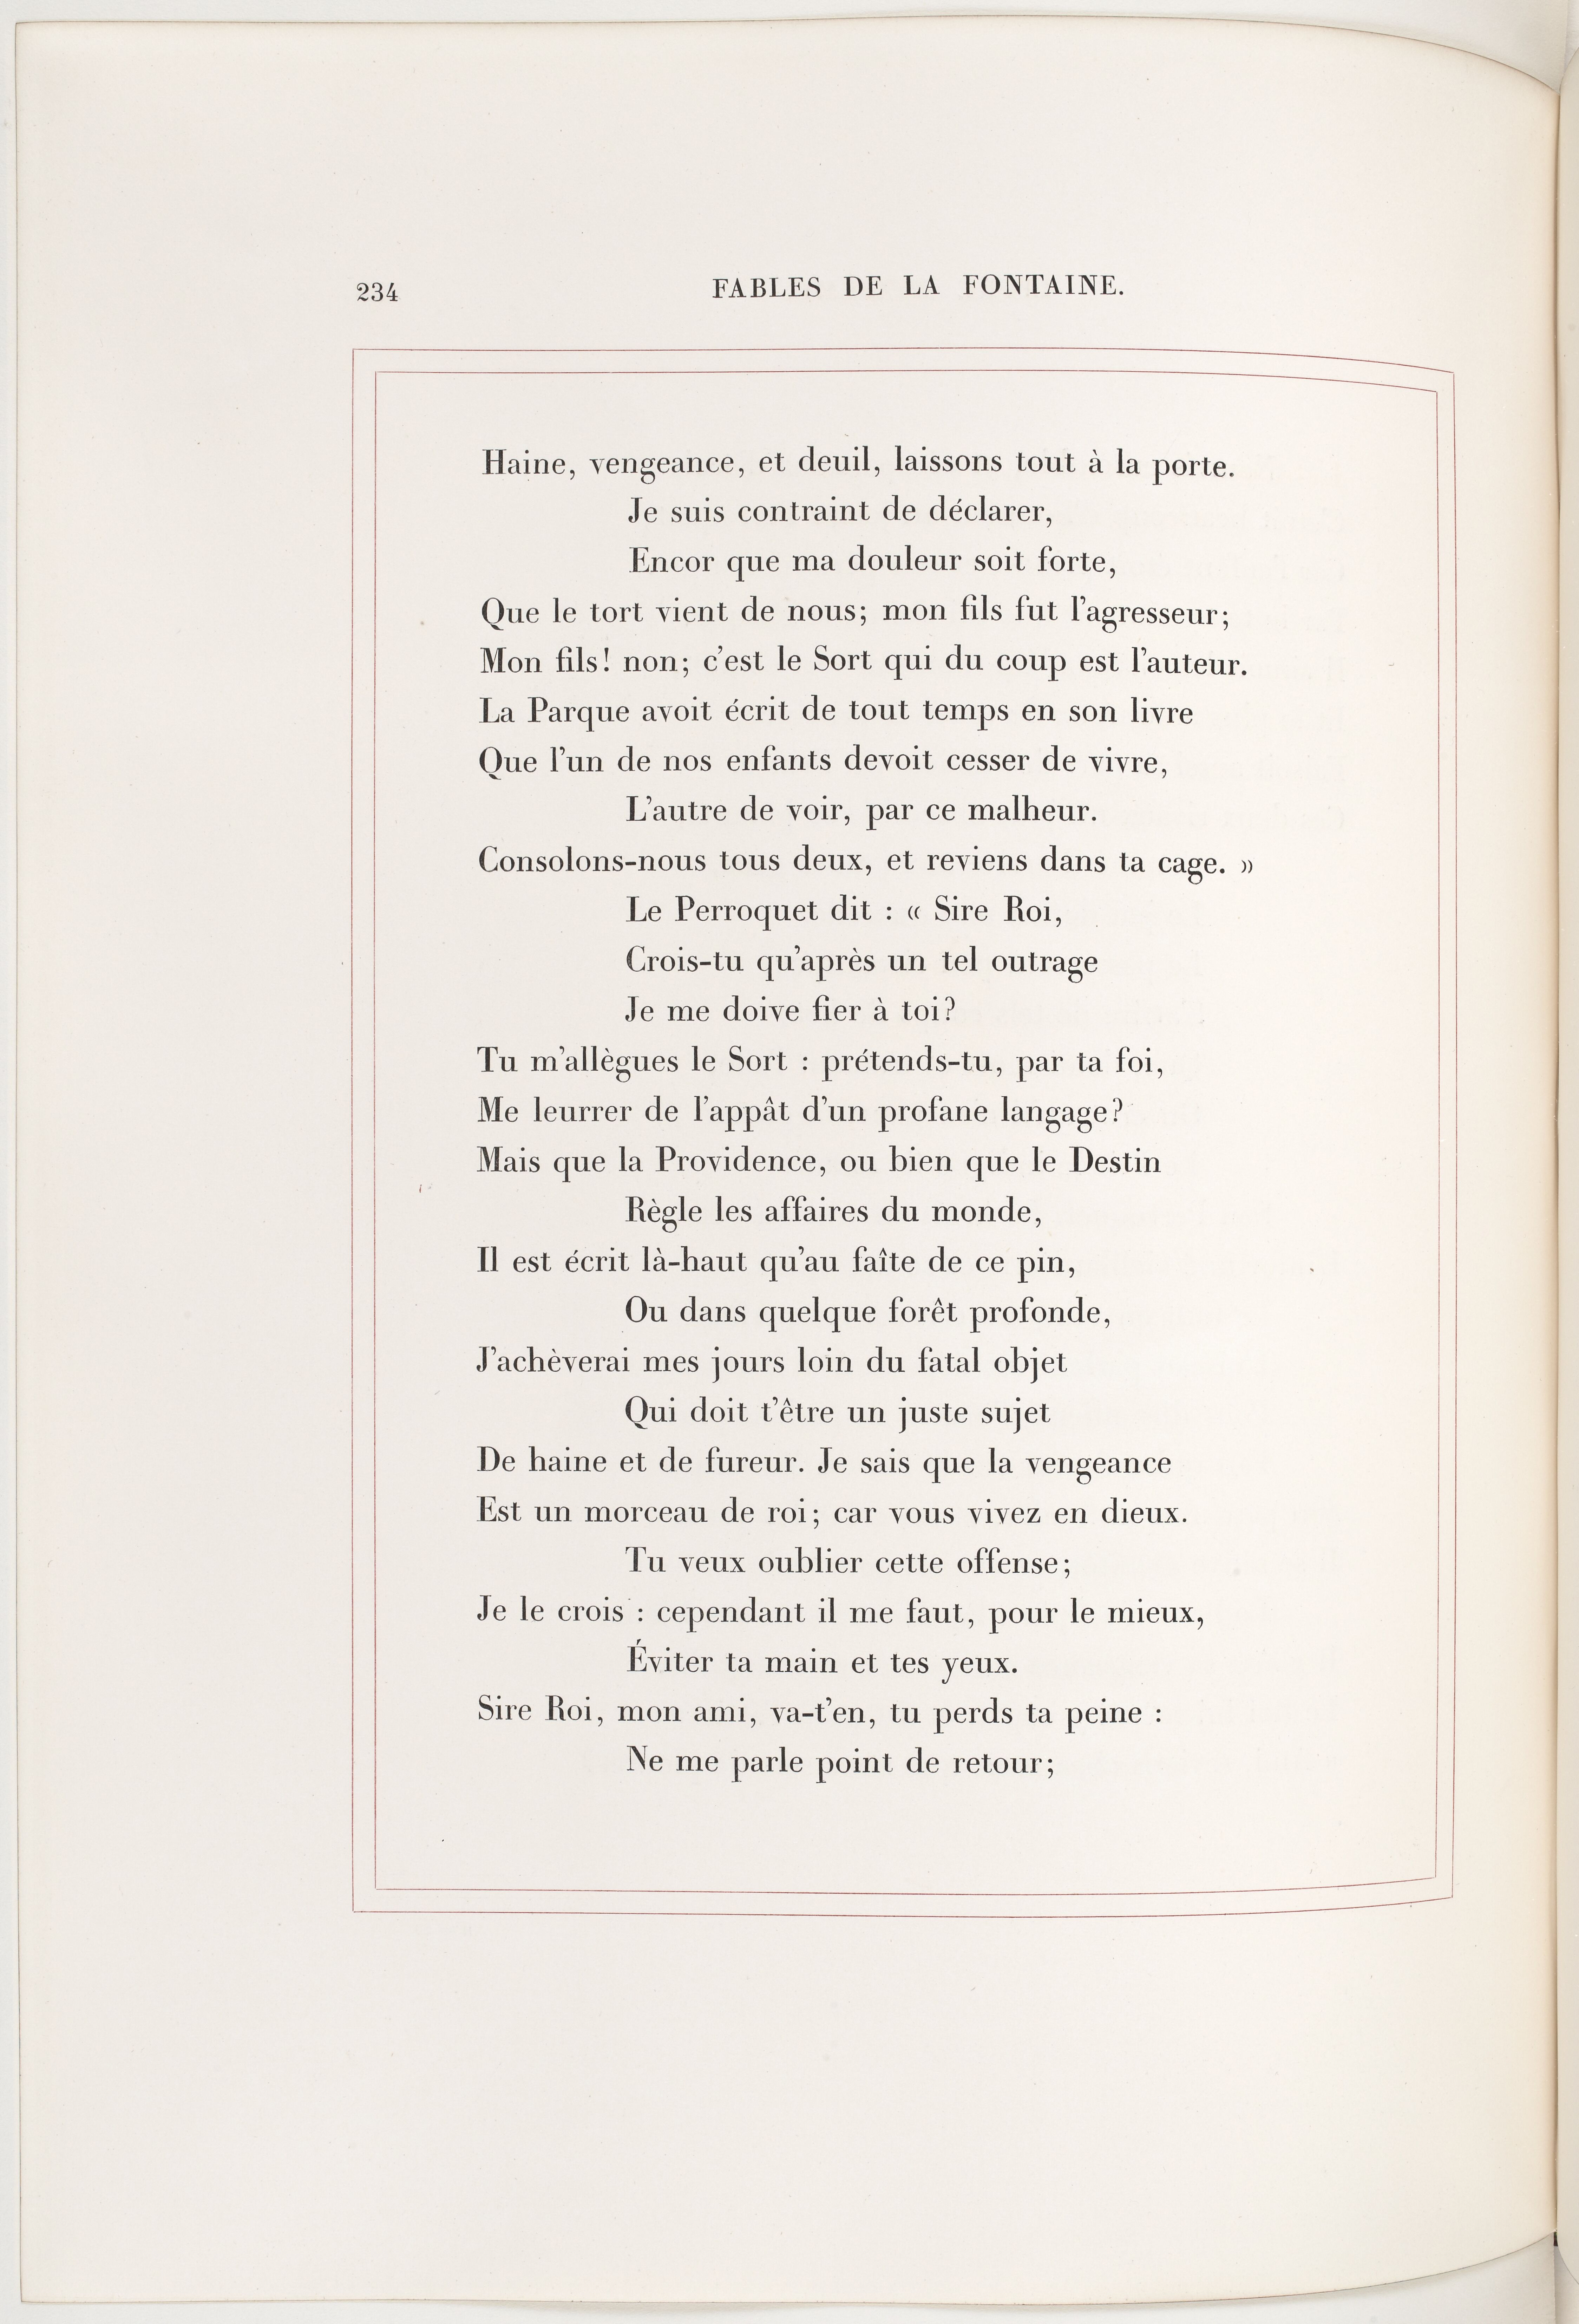 234
FABLES DE LA FONTAINE.
Haine, vengeance, et deuil, laissons tout à la porte.
Je suis contraint de déclarer,
Encor que ma douleur soit forte,
Que le tort vient de nous; mon fils fut l'agresseur;
Mon fils! non; c'est le Sort qui du coup est l'auteur.
La Parque avoit écrit de tout temps en son livre
Que l'un de nos enfants devoit cesser de vivre,
L'autre de voir, par ce malheur.
Consolons-nous tous deux, et reviens dans ta cage. »
Le Perroquet dit : « Sire Roi,
Crois-tu qu'après un tel outrage
Je me doive fier à toi?
Tu m'allègues le Sort : prétends-tu, par ta foi,
Me leurrer de l'appât d'un profane langage?
Mais que la Providence, ou bien que le Destin
Règle les affaires du monde,
Il est écrit là-haut qu'au faîte de ce pin,
Ou dans quelque forêt profonde,
J'achèverai mes jours loin du fatal objet
Qui doit t'être un juste sujet
De haine et de fureur. Je sais que la vengeance
Est un morceau de roi; car vous vivez en dieux.
Tu veux oublier cette offense;
Je le crois : cependant il me faut, pour le mieux,
Éviter ta main et tes yeux.
Sire Roi, mon ami, va-t'en, tu perds ta peine :
Ne me parle point de retour;